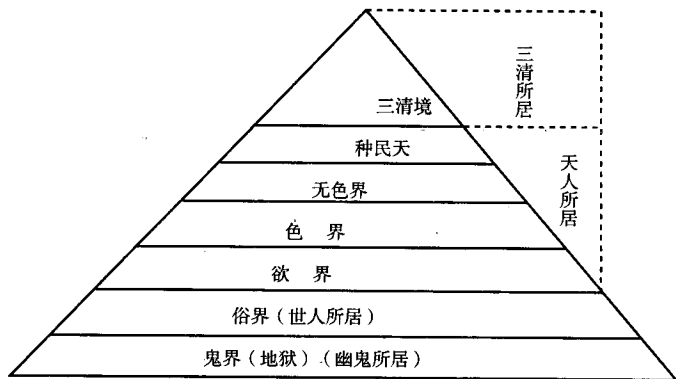 三清所居
三清境
种民天
天人所居
无色界
色 界
欲 界
俗界(世人所居)
鬼界(地狱)(幽鬼所居)